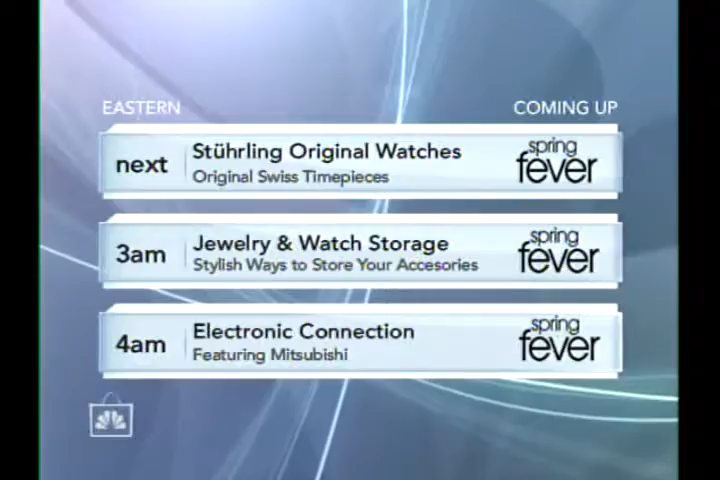 EASTERN COMING UP
next Stührling Original Watches
Original Swiss Timepieces
spring
fever
3am Jewelry & Watch Storage
Stylish Ways to Store Your Accesories
spring
fever
4am Electronic Connection
Featuring Mitsubishi
spring
fever